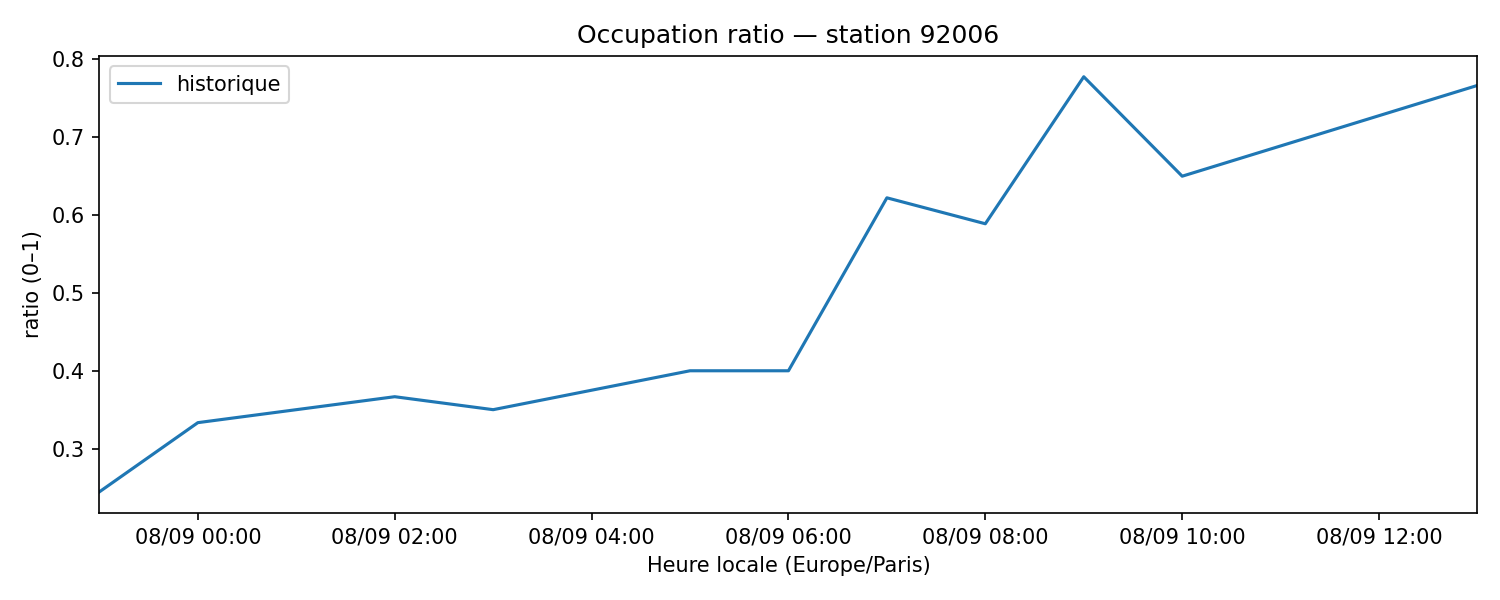 Occupation ratio — station 92006
historique
0.8
0.7
0.6
0.5
0.4
0.3
ratio (0–1)
08/09 00:00 08/09 02:00 08/09 04:00 08/09 06:00 08/09 08:00 08/09 10:00 08/09 12:00
Heure locale (Europe/Paris)